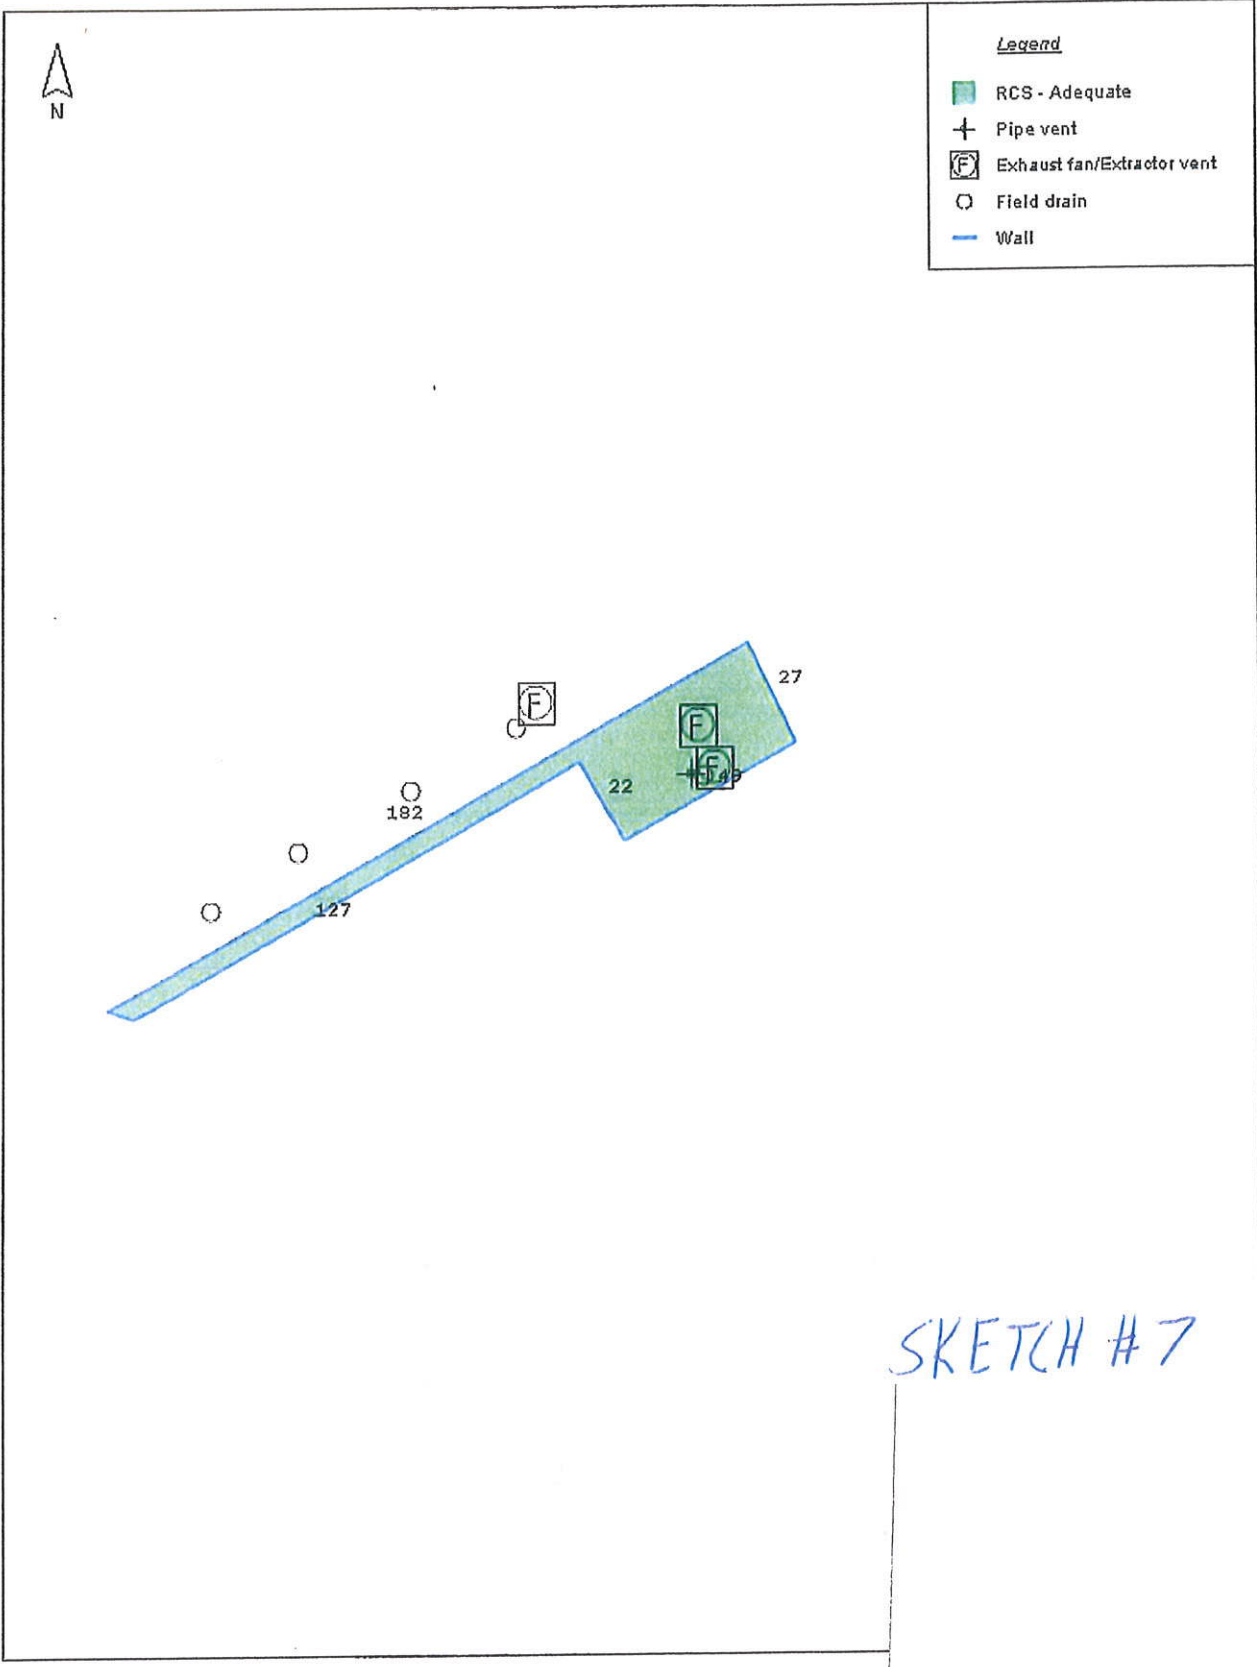 N
Legend
RCS - Adequate
Pipe vent
F Exhaust fan/Extractor vent
Field drain
Wall
27
F
F
F
22
182
127
SKETCH #7